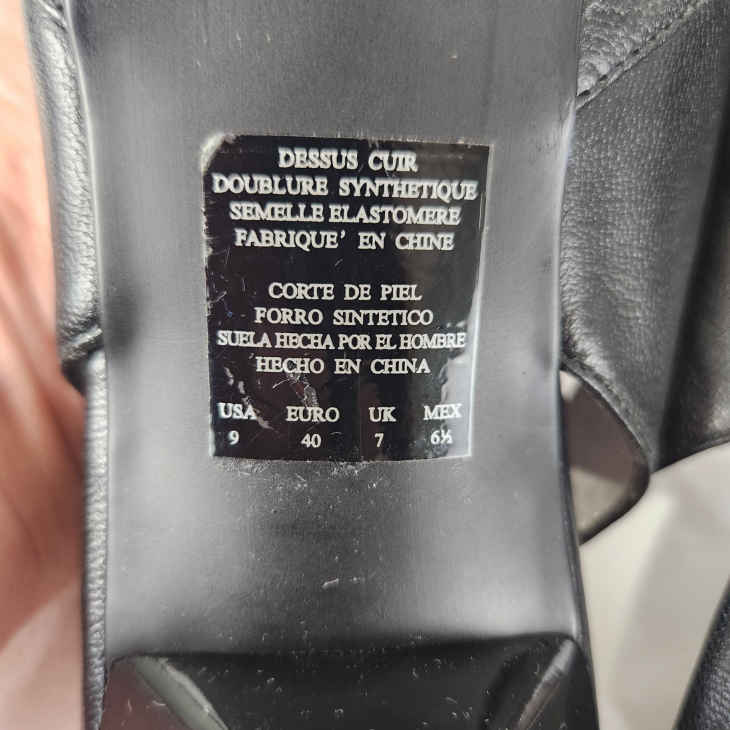 DESSUS CUIR
DOUBLURE SYNTHETIQUE
SEMELLE ELASTOMERE
FABRIQUE' EN CHINE
CORTE DE PIEL
FORRO SINTETICO
SUELA HECHA POR EL HOMBRE
HECHO EN CHINA
USA EURO UK MEX
9 40 7 6½